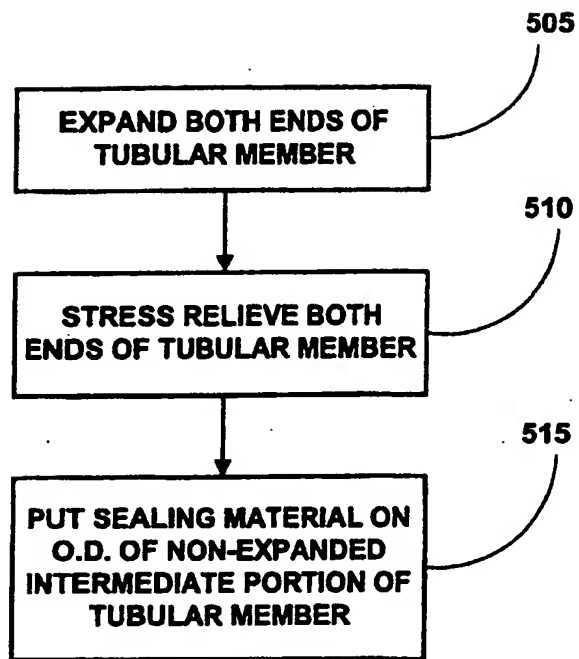 505
EXPAND BOTH ENDS OF
TUBULAR MEMBER
510
STRESS RELIEVE BOTH
ENDS OF TUBULAR MEMBER
515
PUT SEALING MATERIAL ON
O.D. OF NON-EXPANDED
INTERMEDIATE PORTION OF
TUBULAR MEMBER